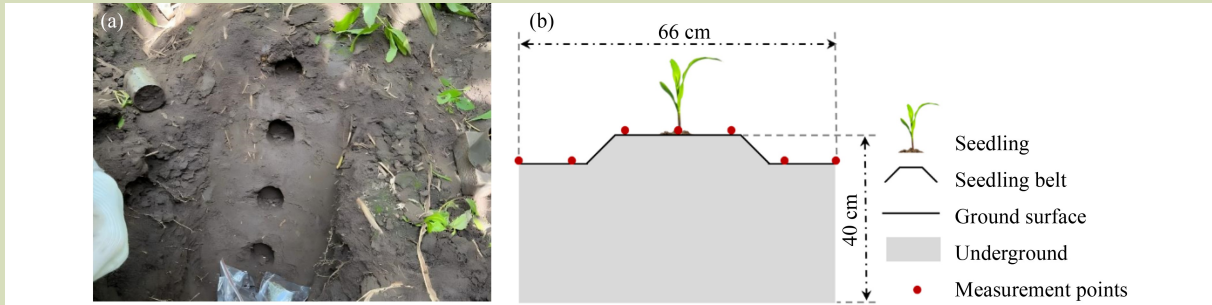 (a)
(b)
66 cm
40 cm
Seedling
Seedling belt
Ground surface
Underground
Measurement points